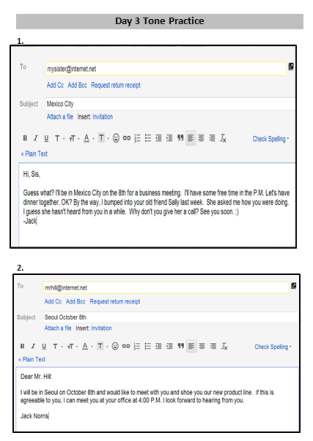 Day 3 Tone Practice
1.
To mysister@internet.net
Add Cc Add Bcc Request return receipt
Subject Mexico City
Attach a file Insert: Invitation
B I U T - тT - A - T - Check Spelling -
« Plain Text
Hi, Sis,
Guess what? I'll be in Mexico City on the 8th for a business meeting. I'll have some free time in the P.M. Let's have
dinner together. OK? By the way, I bumped into your old friend Sally last week. She asked me how you were doing.
I guess she hasn't heard from you in a while. Why don't you give her a call? See you soon. :)
-Jack
2.
To mrhill@internet.net
Add Cc Add Bcc Request return receipt
Subject Seoul October 8th
Attach a file Insert: Invitation
B I U T - тT - A - T - Check Spelling -
« Plain Text
Dear Mr. Hill:
I will be in Seoul on October 8th and would like to meet with you and shoe you our new product line. If this is
agreeable to you, I can meet you at your office at 4:00 P.M. I look forward to hearing from you.
Jack Norris